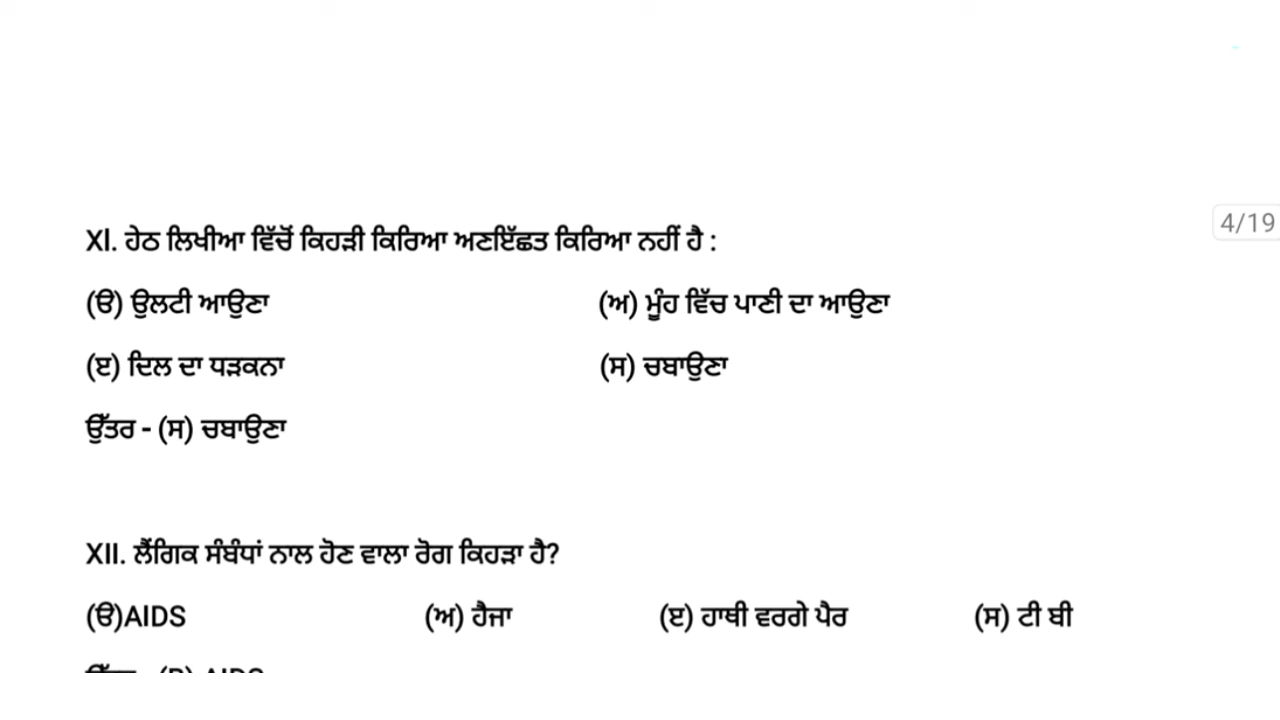 4/19
XI. ਹੇਠ ਲਿਖੀਆ ਵਿੱਚੋਂ ਕਿਹੜੀ ਕਿਰਿਆ ਅਣਇੱਛਤ ਕਿਰਿਆ ਨਹੀਂ ਹੈ :
(ੳ) ਉਲਟੀ ਆਉਣਾ (ਅ) ਮੂੰਹ ਵਿੱਚ ਪਾਣੀ ਦਾ ਆਉਣਾ
(ੲ) ਦਿਲ ਦਾ ਧੜਕਨਾ (ਸ) ਚਬਾਉਣਾ
ਉੱਤਰ - (ਸ) ਚਬਾਉਣਾ
XII. ਲੈਂਗਿਕ ਸੰਬੰਧਾਂ ਨਾਲ ਹੋਣ ਵਾਲਾ ਰੋਗ ਕਿਹੜਾ ਹੈ?
(ੳ)AIDS (ਅ) ਹੈਜਾ (ੲ) ਹਾਥੀ ਵਰਗੇ ਪੈਰ (ਸ) ਟੀ ਬੀ